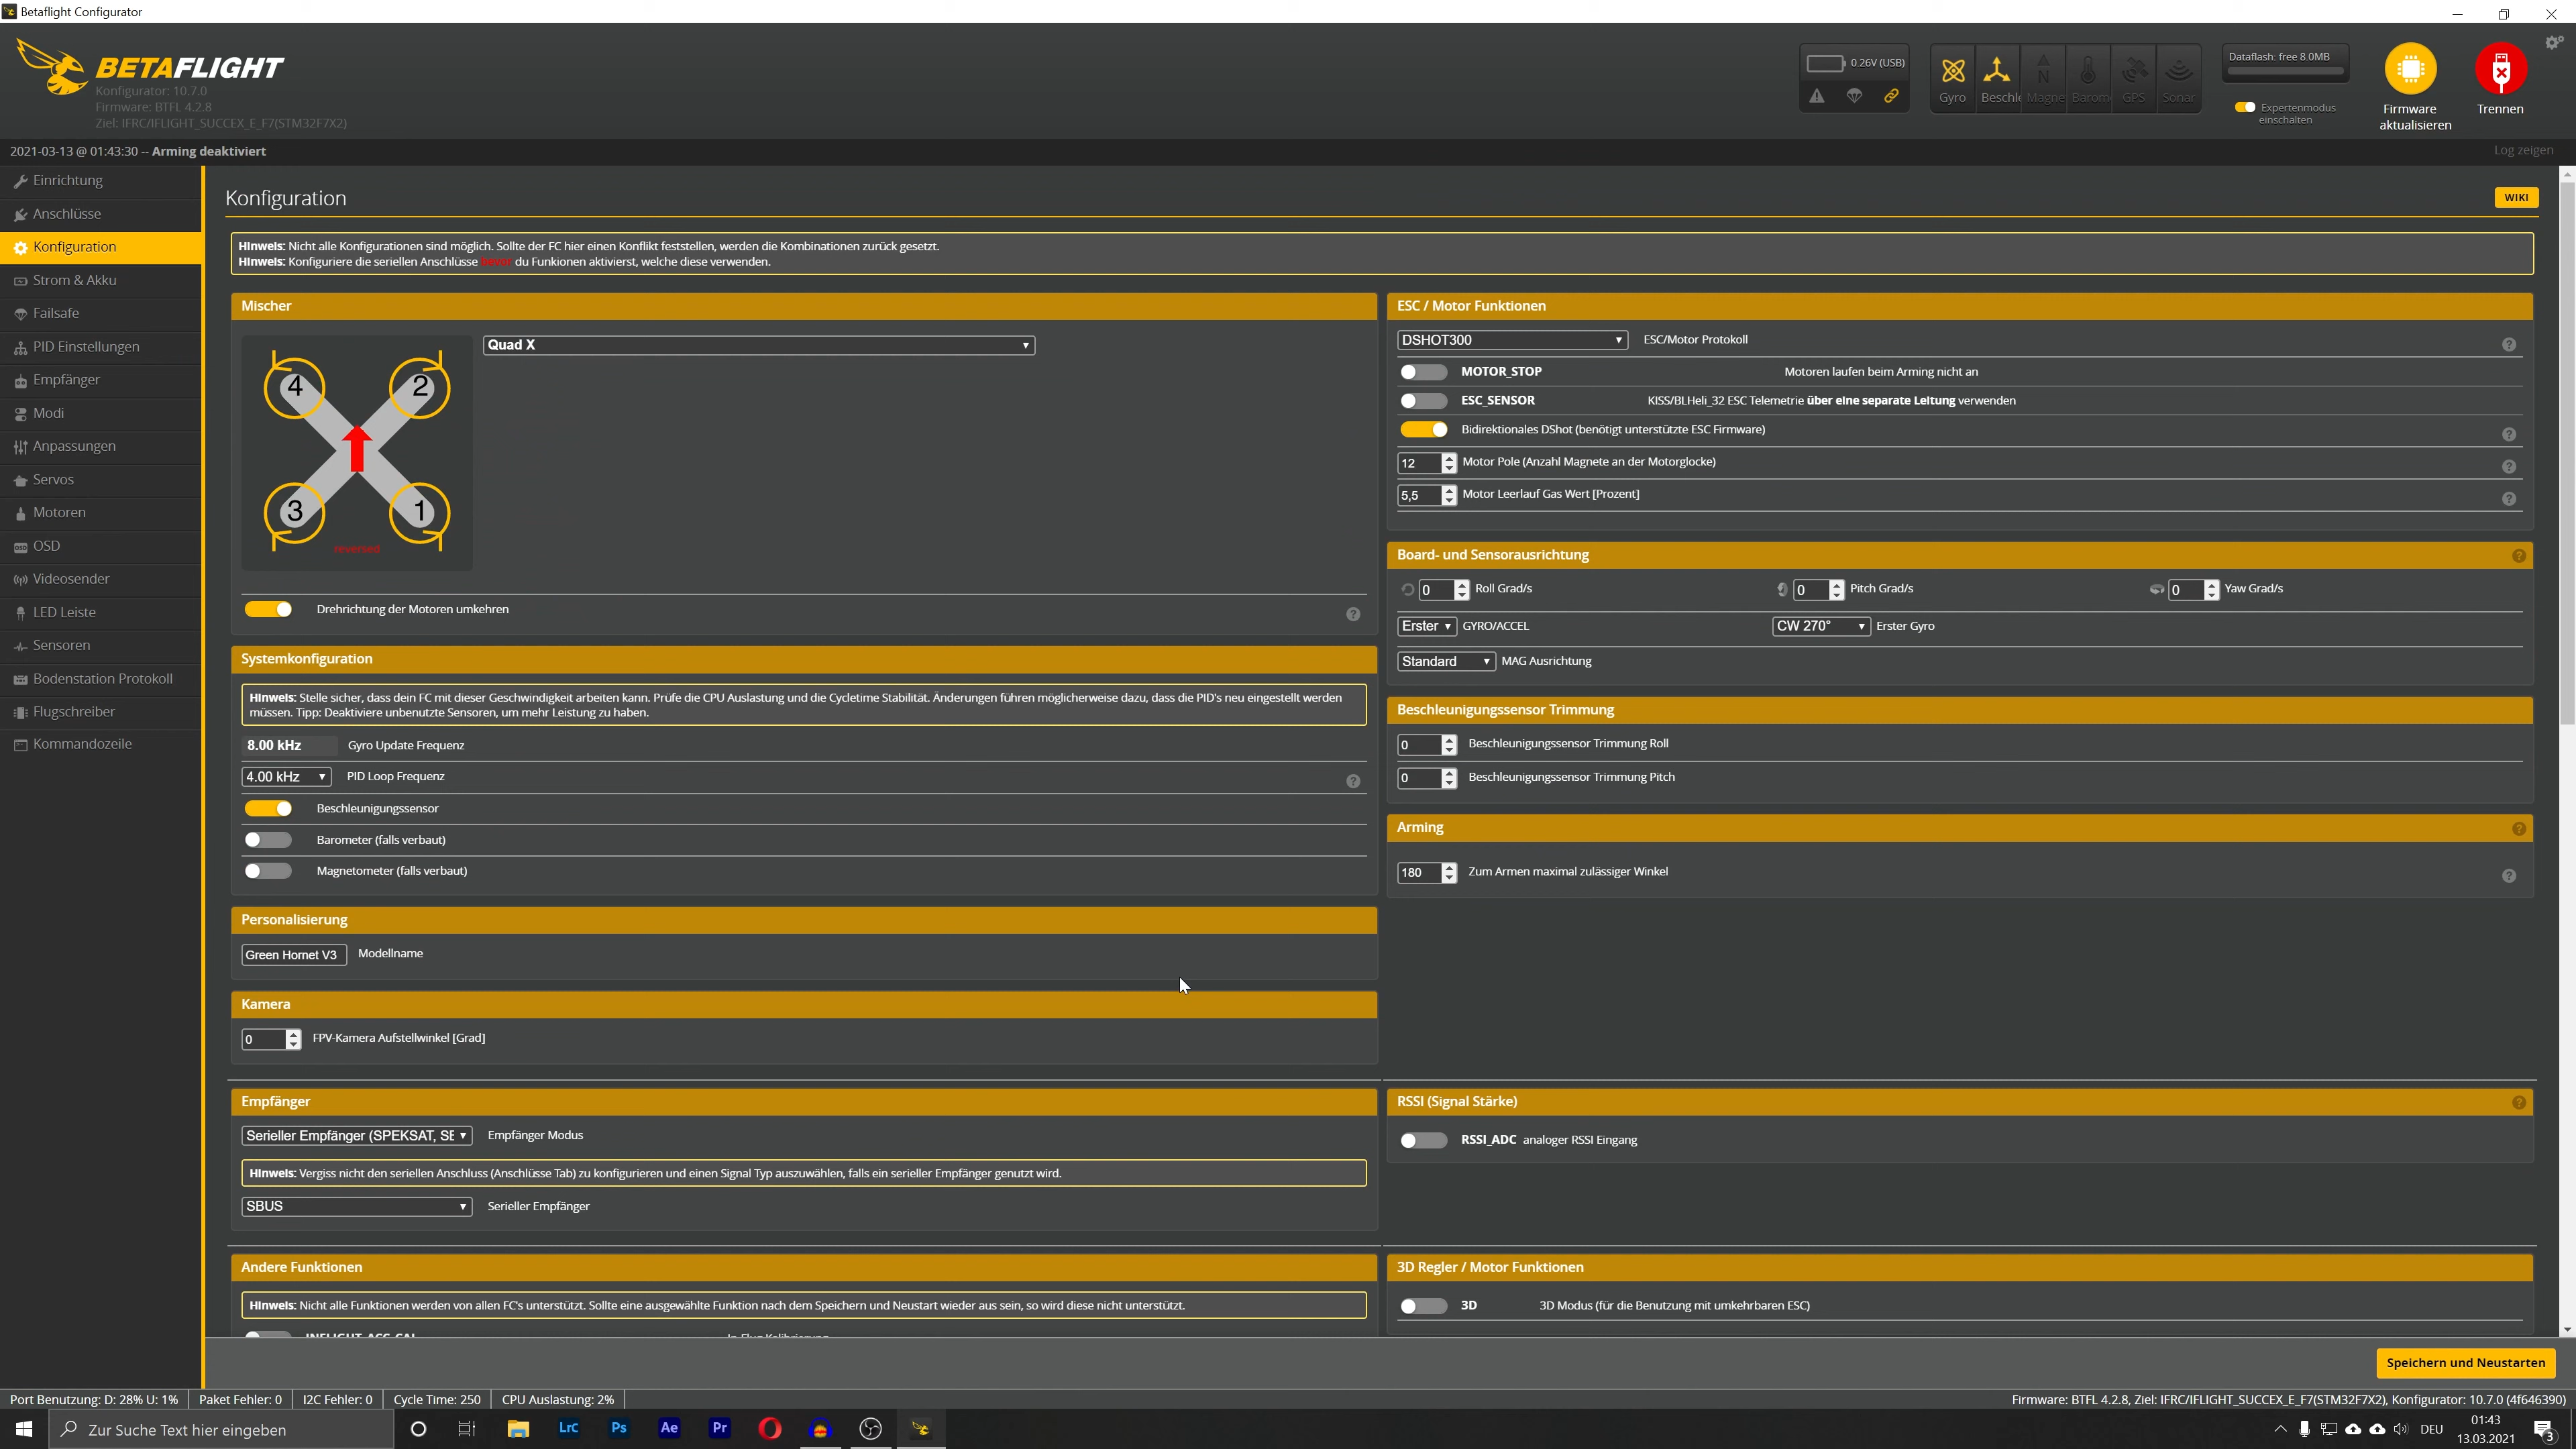 Betaflight Configurator
BETAFLIGHT
Konfigurator: 10.7.0
Firmware: BTFL 4.2.8
Ziel: IFRC/IFLIGHT_SUCCEX_E_F7(STM32F7X2)
0.26V (USB)
Gyro
Beschle
Magne
Barom
GPS
Sonar
Dataflash: free 8.0MB
Expertenmodus
einschalten
Firmware
aktualisieren
Trennen
2021-03-13 @ 01:43:30 -- Arming deaktiviert
Log zeigen
Einrichtung
Anschlüsse
Konfiguration
Strom & Akku
Failsafe
PID Einstellungen
Empfänger
Modi
Anpassungen
Servos
Motoren
OSD
Videosender
LED Leiste
Sensoren
Bodenstation Protokoll
Flugschreiber
Kommandozeile
Konfiguration
WIKI
Hinweis: Nicht alle Konfigurationen sind möglich. Sollte der FC hier einen Konflikt feststellen, werden die Kombinationen zurück gesetzt.
Hinweis: Konfiguriere die seriellen Anschlüsse bevor du Funkionen aktivierst, welche diese verwenden.
Mischer
Quad X
4
2
3
1
reversed
Drehrichtung der Motoren umkehren
Systemkonfiguration
Hinweis: Stelle sicher, dass dein FC mit dieser Geschwindigkeit arbeiten kann. Prüfe die CPU Auslastung und die Cycletime Stabilität. Änderungen führen möglicherweise dazu, dass die PID's neu eingestellt werden
müssen. Tipp: Deaktiviere unbenutzte Sensoren, um mehr Leistung zu haben.
8.00 kHz Gyro Update Frequenz
4.00 kHz PID Loop Frequenz
Beschleunigungssensor
Barometer (falls verbaut)
Magnetometer (falls verbaut)
Personalisierung
Green Hornet V3 Modellname
Kamera
0 FPV-Kamera Aufstellwinkel [Grad]
Empfänger
Serieller Empfänger (SPEKSAT, SE Empfänger Modus
Hinweis: Vergiss nicht den seriellen Anschluss (Anschlüsse Tab) zu konfigurieren und einen Signal Typ auszuwählen, falls ein serieller Empfänger genutzt wird.
SBUS Serieller Empfänger
Andere Funktionen
Hinweis: Nicht alle Funktionen werden von allen FC's unterstützt. Sollte eine ausgewählte Funktion nach dem Speichern und Neustart wieder aus sein, so wird diese nicht unterstützt.
INFLIGHT_ACC_CAL In-Flug Kalibrierung
ESC / Motor Funktionen
DSHOT300 ESC/Motor Protokoll
MOTOR_STOP Motoren laufen beim Arming nicht an
ESC_SENSOR KISS/BLHeli_32 ESC Telemetrie über eine separate Leitung verwenden
Bidirektionales DShot (benötigt unterstützte ESC Firmware)
12 Motor Pole (Anzahl Magnete an der Motorglocke)
5,5 Motor Leerlauf Gas Wert [Prozent]
Board- und Sensorausrichtung
0 Roll Grad/s 0 Pitch Grad/s 0 Yaw Grad/s
Erster GYRO/ACCEL CW 270° Erster Gyro
Standard MAG Ausrichtung
Beschleunigungssensor Trimmung
0 Beschleunigungssensor Trimmung Roll
0 Beschleunigungssensor Trimmung Pitch
Arming
180 Zum Armen maximal zulässiger Winkel
RSSI (Signal Stärke)
RSSI_ADC analoger RSSI Eingang
3D Regler / Motor Funktionen
3D 3D Modus (für die Benutzung mit umkehrbaren ESC)
Speichern und Neustarten
Port Benutzung: D: 28% U: 1% Paket Fehler: 0 I2C Fehler: 0 Cycle Time: 250 CPU Auslastung: 2%
Firmware: BTFL 4.2.8, Ziel: IFRC/IFLIGHT_SUCCEX_E_F7(STM32F7X2), Konfigurator: 10.7.0 (4f646390)
Zur Suche Text hier eingeben
LrC
Ps
Ae
Pr
DEU
01:43
13.03.2021
3